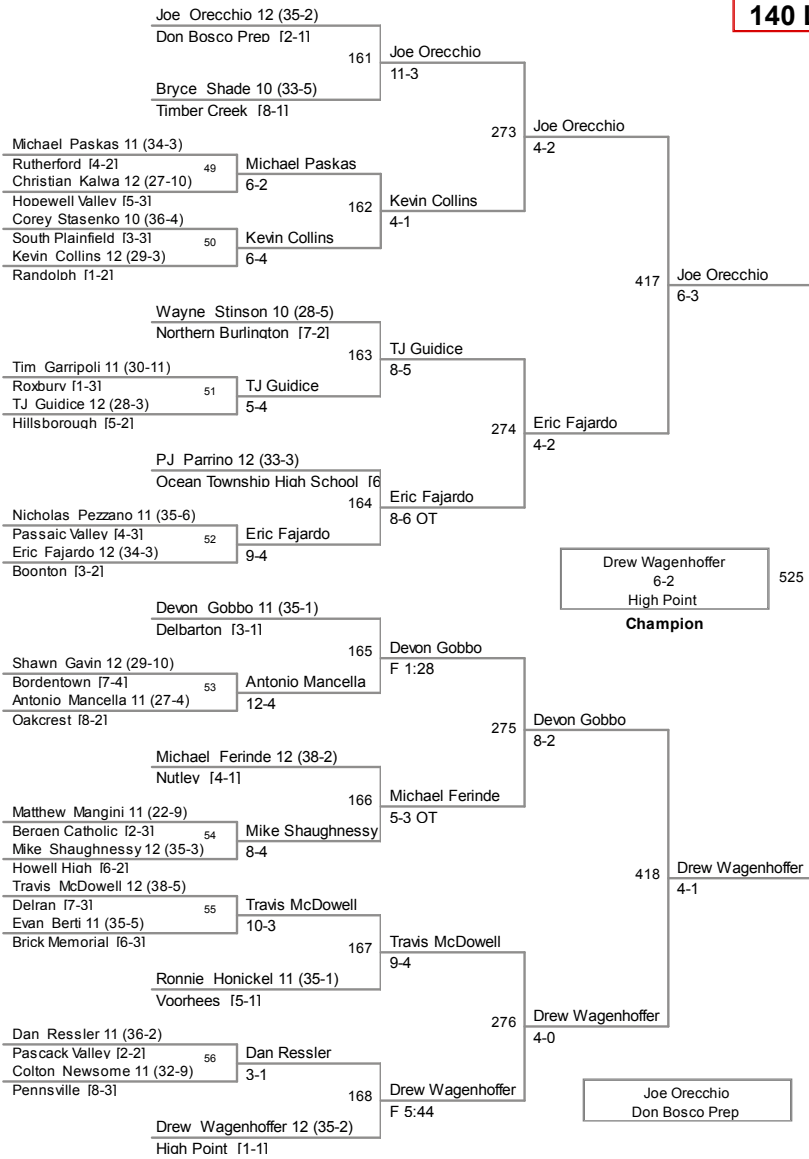 140 l
Joe Orecchio 12 (35-2)
Don Bosco Prep [2-1]
161
Joe Orecchio
11-3
Bryce Shade 10 (33-5)
Timber Creek [8-1]
273
Joe Orecchio
4-2
Michael Paskas 11 (34-3)
Rutherford [4-2]
49
Michael Paskas
6-2
Christian Kalwa 12 (27-10)
Hopewell Valley [5-3]
162
Kevin Collins
4-1
Corey Stasenko 10 (36-4)
South Plainfield [3-3]
50
Kevin Collins
6-4
Kevin Collins 12 (29-3)
Randolph [1-2]
417
Joe Orecchio
6-3
Wayne Stinson 10 (28-5)
Northern Burlington [7-2]
163
TJ Guidice
8-5
Tim Garripoli 11 (30-11)
Roxbury [1-3]
51
TJ Guidice
5-4
TJ Guidice 12 (28-3)
Hillsborough [5-2]
274
Eric Fajardo
4-2
PJ Parrino 12 (33-3)
Ocean Township High School [6
164
Eric Fajardo
8-6 OT
Nicholas Pezzano 11 (35-6)
Passaic Valley [4-3]
52
Eric Fajardo
9-4
Eric Fajardo 12 (34-3)
Boonton [3-2]
Drew Wagenhoffer
6-2
High Point
525
Champion
Devon Gobbo 11 (35-1)
Delbarton [3-1]
165
Devon Gobbo
F 1:28
Shawn Gavin 12 (29-10)
Bordentown [7-4]
53
Antonio Mancella
12-4
Antonio Mancella 11 (27-4)
Oakcrest [8-2]
275
Devon Gobbo
8-2
Michael Ferinde 12 (38-2)
Nutley [4-1]
166
Michael Ferinde
5-3 OT
Matthew Mangini 11 (22-9)
Bergen Catholic [2-3]
54
Mike Shaughnessy
8-4
Mike Shaughnessy 12 (35-3)
Howell High [6-2]
418
Drew Wagenhoffer
4-1
Travis McDowell 12 (38-5)
Delran [7-3]
55
Travis McDowell
10-3
Evan Berti 11 (35-5)
Brick Memorial [6-3]
167
Travis McDowell
9-4
Ronnie Honickel 11 (35-1)
Voorhees [5-1]
276
Drew Wagenhoffer
4-0
Dan Ressler 11 (36-2)
Pascack Valley [2-2]
56
Dan Ressler
3-1
Colton Newsome 11 (32-9)
Pennsville [8-3]
168
Drew Wagenhoffer
F 5:44
Drew Wagenhoffer 12 (35-2)
High Point [1-1]
Joe Orecchio
Don Bosco Prep